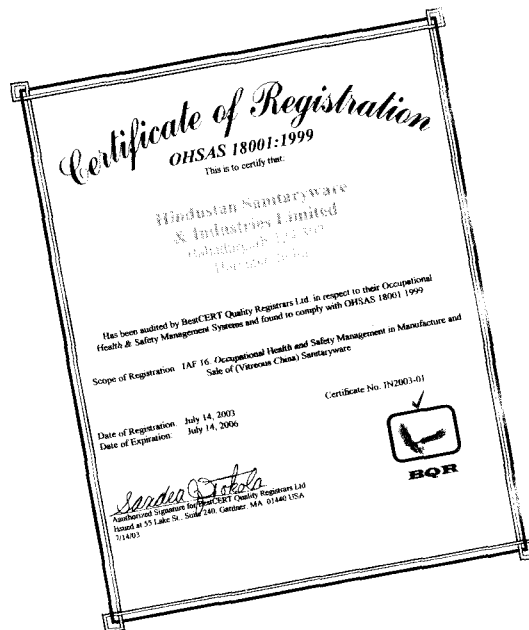 Certificate of Registration
OHSAS 18001:1999
This is to certify that:
Hindustan Sanitaryware
& Industries Limited
Has been audited by BestCERT Quality Registrars Ltd. in respect to their Occupational
Health & Safety Management Systems and found to comply with OHSAS 18001 1999
Scope of Registration IAF 16 Occupational Health and Safety Management in Manufacture and
Sale of (Vitreous China) Sanitaryware
Certificate No. IN2003-01
Date of Registration: July 14, 2003
Date of Expiration: July 14, 2006
BQR
Authorized Signature for BestCERT Quality Registrars Ltd
Issued at 55 Lake St., Suite 240, Gardner, MA 01440 USA
7/14/03